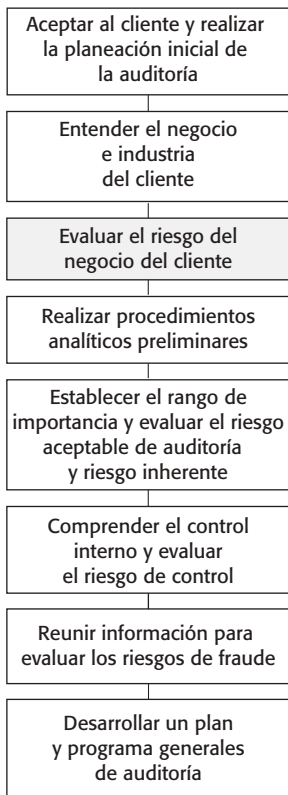 Aceptar al cliente y realizar
la planeación inicial de
la auditoría
Entender el negocio
e industria
del cliente
Evaluar el riesgo del
negocio del cliente
Realizar procedimientos
analíticos preliminares
Establecer el rango de
importancia y evaluar el riesgo
aceptable de auditoría
y riesgo inherente
Comprender el control
interno y evaluar
el riesgo de control
Reunir información para
evaluar los riesgos de fraude
Desarrollar un plan
y programa generales
de auditoría